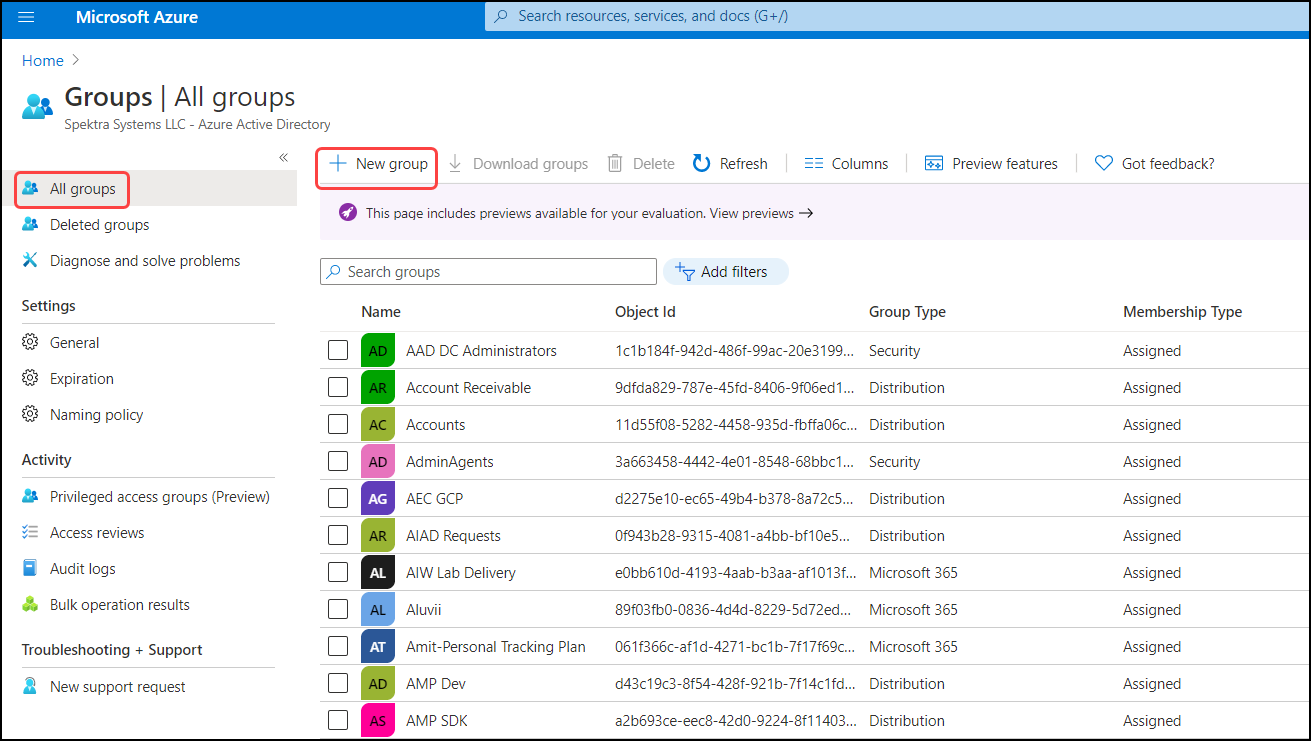 Microsoft Azure
Search resources, services, and docs (G+/)
Home
Groups | All groups
Spektra Systems LLC - Azure Active Directory
«
All groups
Deleted groups
Diagnose and solve problems
Settings
General
Expiration
Naming policy
Activity
Privileged access groups (Preview)
Access reviews
Audit logs
Bulk operation results
Troubleshooting + Support
New support request
New group Download groups Delete Refresh Columns Preview features Got feedback?
This page includes previews available for your evaluation. View previews →
Search groups Add filters
Name Object Id Group Type Membership Type
AD AAD DC Administrators 1c1b184f-942d-486f-99ac-20e3199... Security Assigned
AR Account Receivable 9dfda829-787e-45fd-8406-9f06ed1... Distribution Assigned
AC Accounts 11d55f08-5282-4458-935d-fbffa06c... Distribution Assigned
AD AdminAgents 3a663458-4442-4e01-8548-68bbc1... Security Assigned
AG AEC GCP d2275e10-ec65-49b4-b378-8a72c5... Distribution Assigned
AR AIAD Requests 0f943b28-9315-4081-a4bb-bf10e5... Distribution Assigned
AL AIW Lab Delivery e0bb610d-4193-4aab-b3aa-af1013f... Microsoft 365 Assigned
AL Aluvii 89f03fb0-0836-4d4d-8229-5d72ed... Microsoft 365 Assigned
AT Amit-Personal Tracking Plan 061f366c-af1d-4271-bc1b-7f17f69c... Microsoft 365 Assigned
AD AMP Dev d43c19c3-8f54-428f-921b-7f14c1fd... Distribution Assigned
AS AMP SDK a2b693ce-eec8-42d0-9224-8f11403... Distribution Assigned